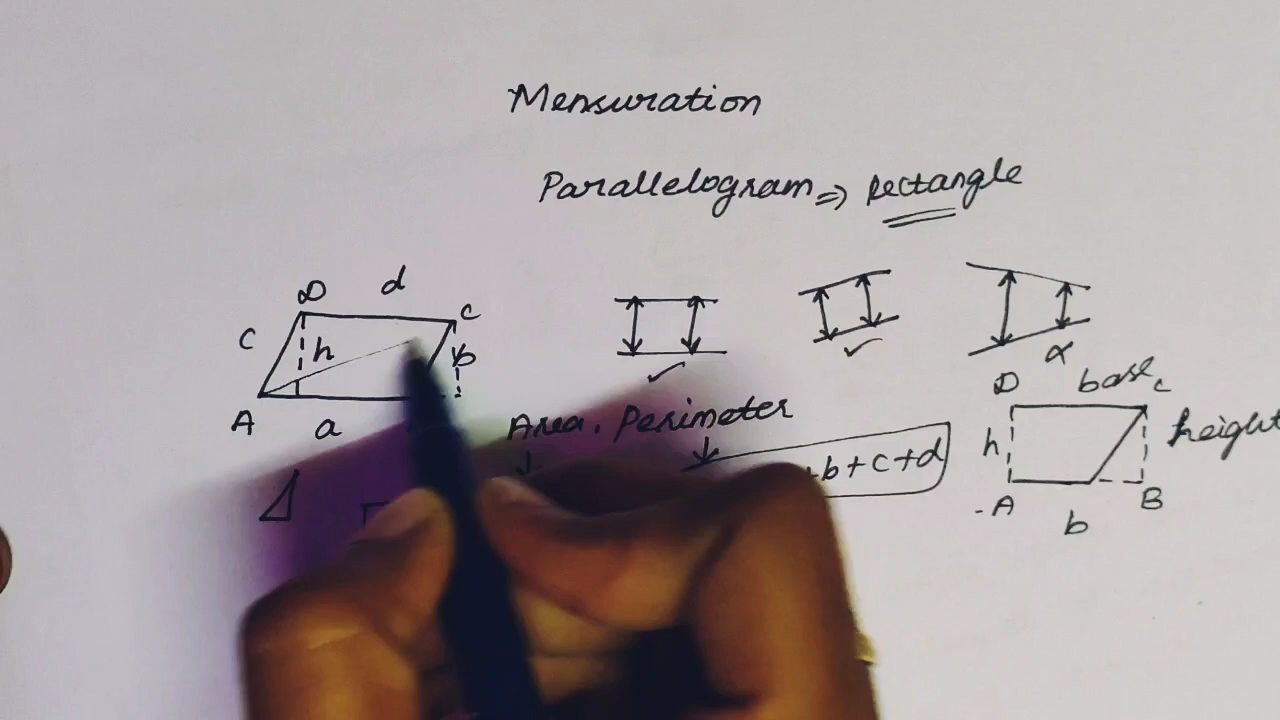 Mensuration
Parallelogram ⇒ Rectangle
D d C
C h b
A a
Area, Perimeter
+b+c+d
D base C
h height
A B
b